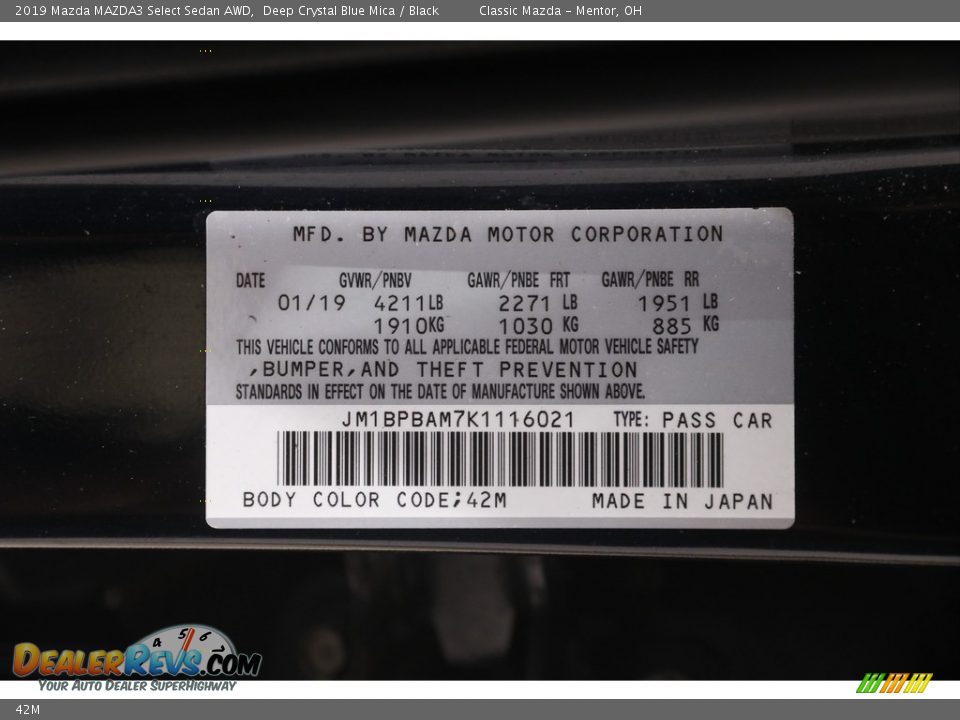 2019 Mazda MAZDA3 Select Sedan AWD, Deep Crystal Blue Mica / Black Classic Mazda - Mentor, OH
MFD. BY MAZDA MOTOR CORPORATION
DATE GVWR/PNBV GAWR/PNBE FRT GAWR/PNBE RR
01/19 4211LB 2271 LB 1951 LB
1910KG 1030 KG 885 KG
THIS VEHICLE CONFORMS TO ALL APPLICABLE FEDERAL MOTOR VEHICLE SAFETY
,BUMPER,AND THEFT PREVENTION
STANDARDS IN EFFECT ON THE DATE OF MANUFACTURE SHOWN ABOVE.
JM1BPBAM7K1116021 TYPE: PASS CAR
BODY COLOR CODE;42M MADE IN JAPAN
4 5 6
DEALERREVS.COM
YOUR AUTO DEALER SUPERHIGHWAY
42M